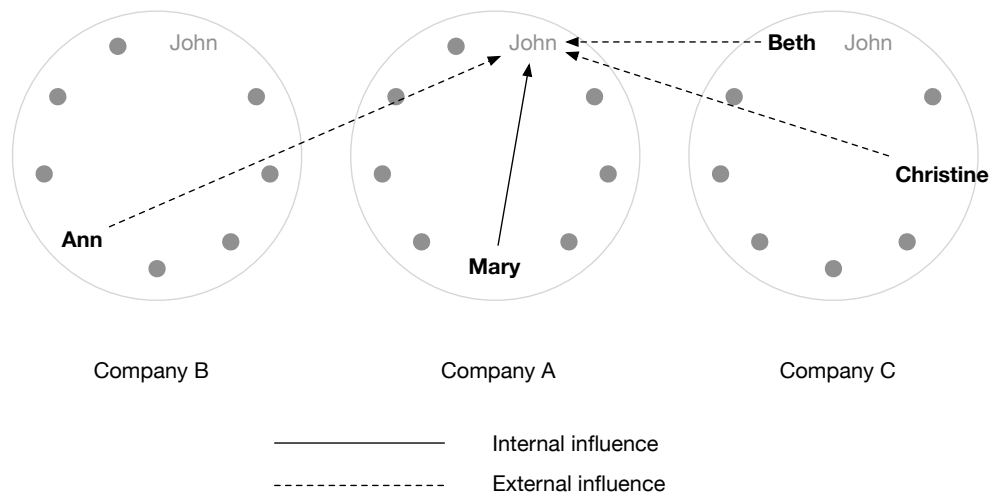 John
John
Beth
John
Christine
Ann
Mary
Company B
Company A
Company C
Internal influence
External influence